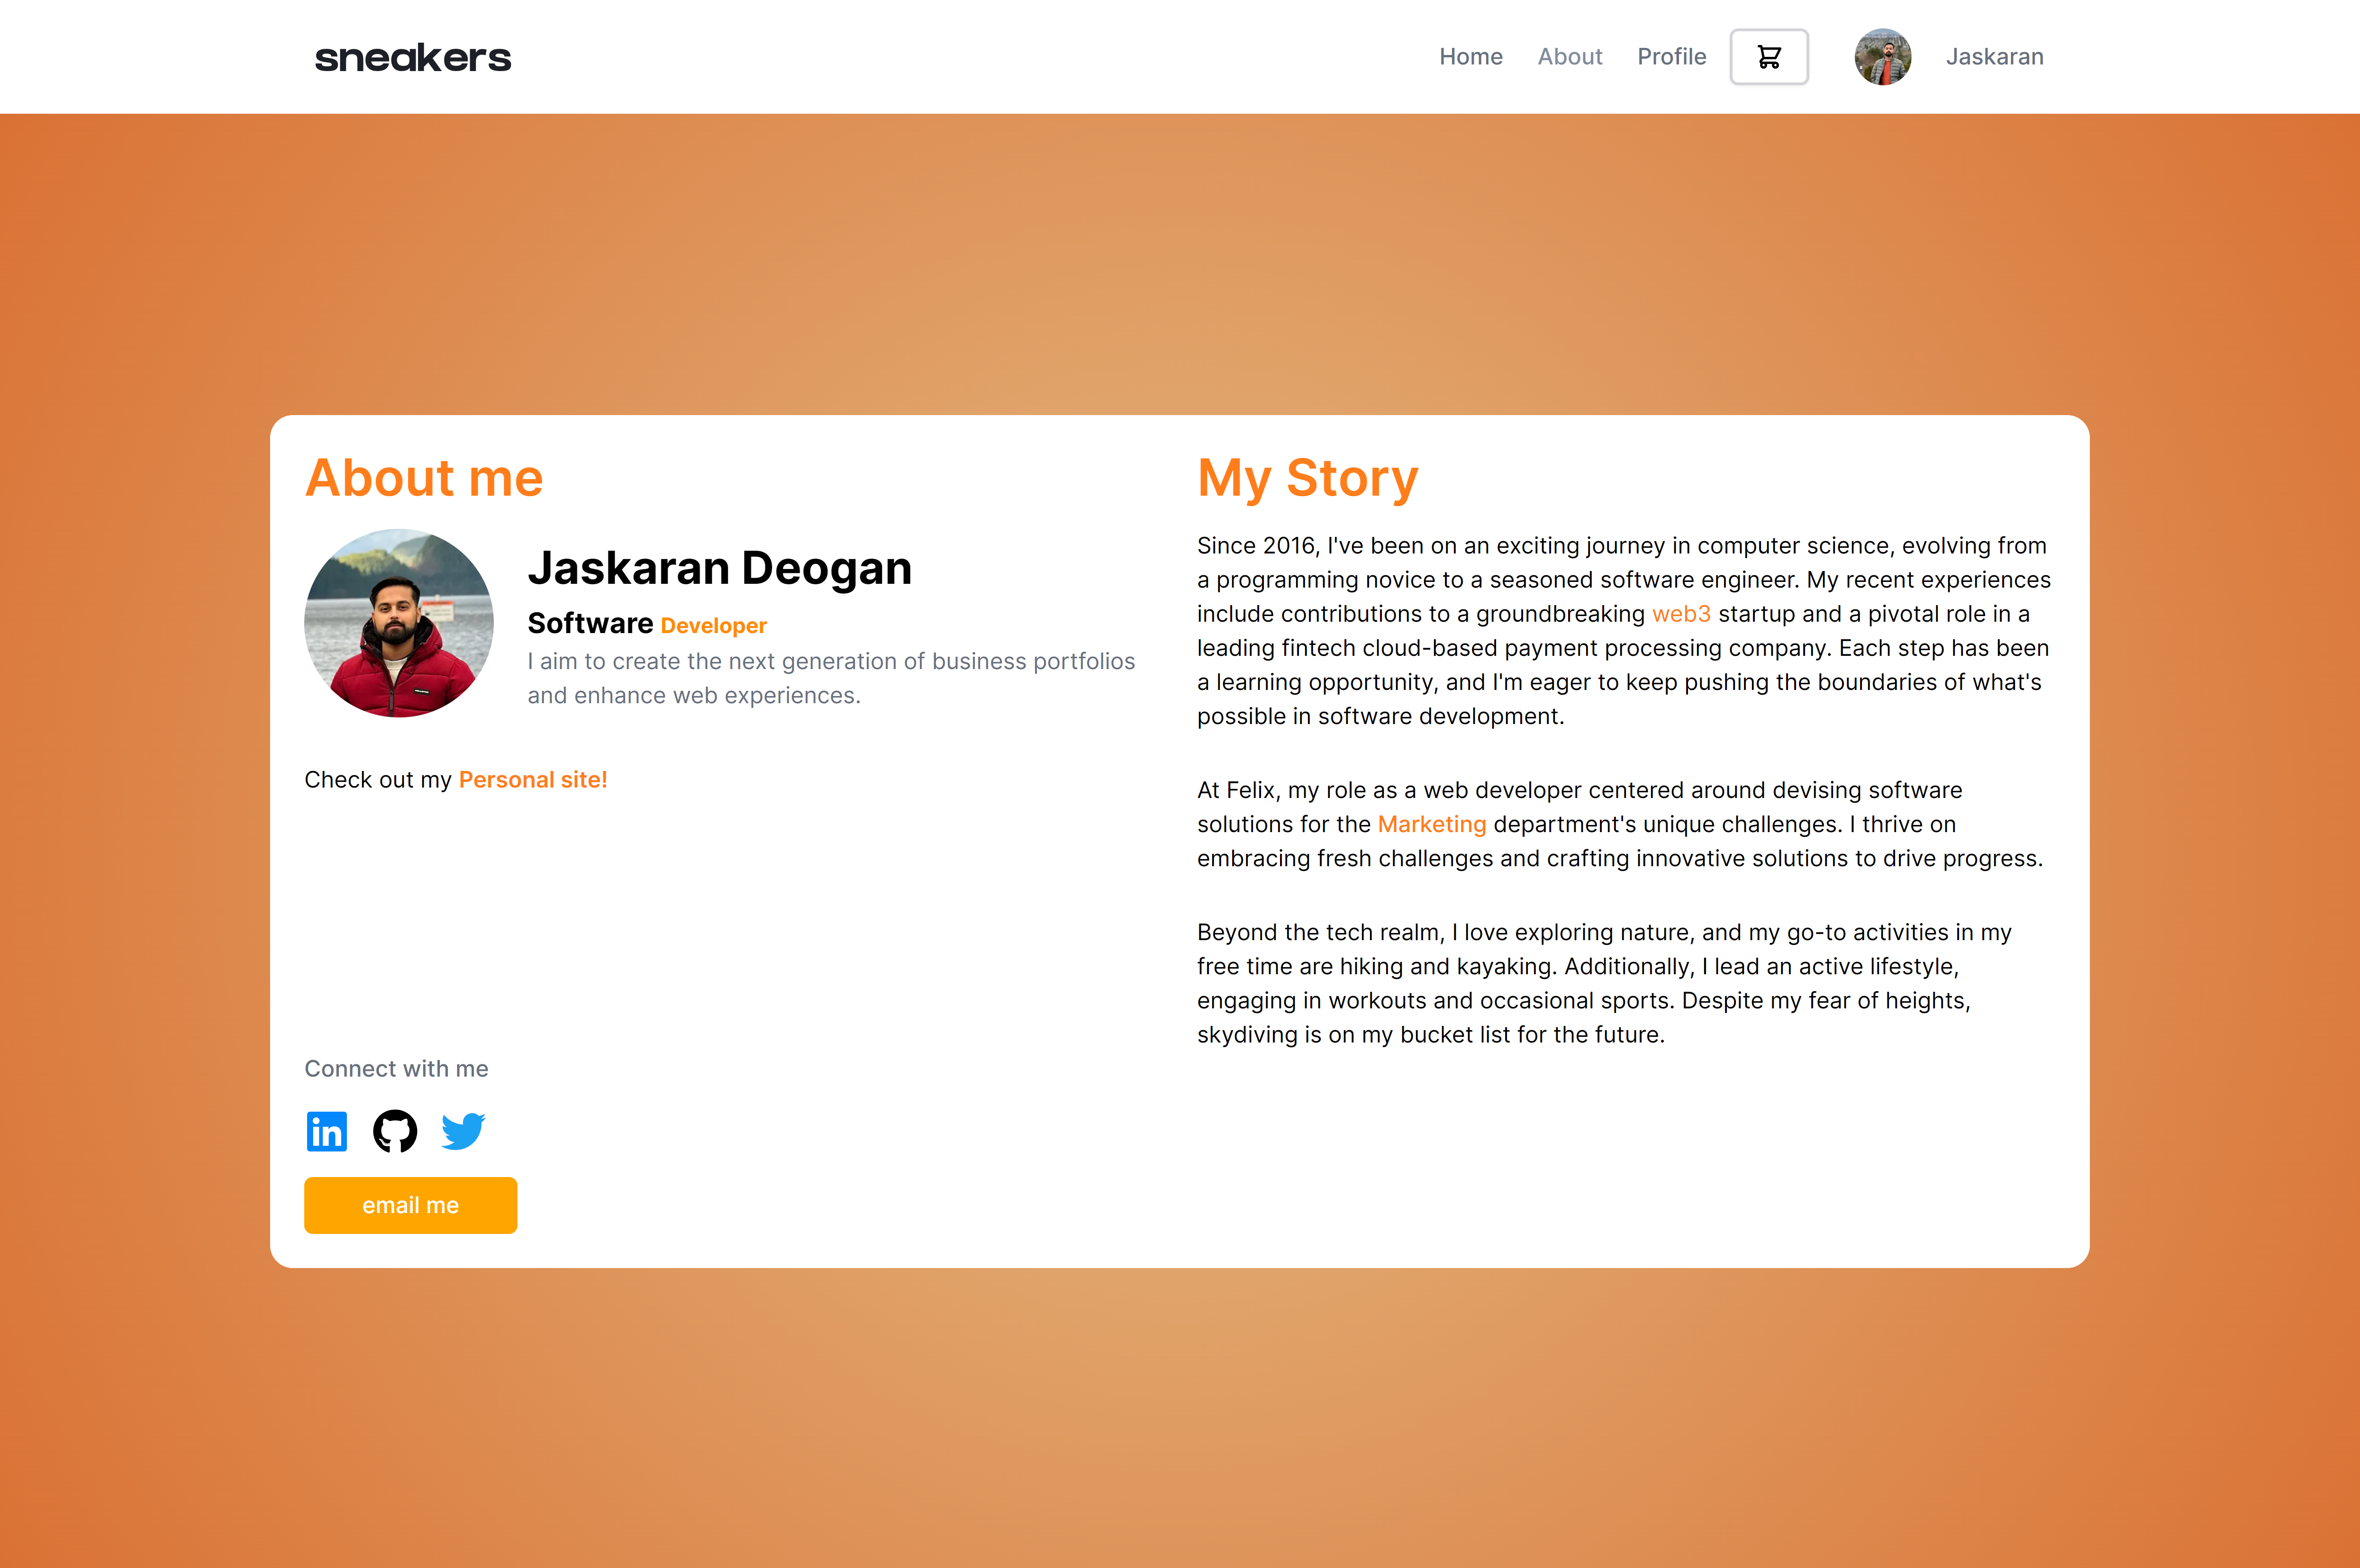 sneakers
Home About Profile Jaskaran
About me
Jaskaran Deogan
Software Developer
I aim to create the next generation of business portfolios
and enhance web experiences.
Check out my Personal site!
Connect with me
in
email me
My Story
Since 2016, I've been on an exciting journey in computer science, evolving from
a programming novice to a seasoned software engineer. My recent experiences
include contributions to a groundbreaking web3 startup and a pivotal role in a
leading fintech cloud-based payment processing company. Each step has been
a learning opportunity, and I'm eager to keep pushing the boundaries of what's
possible in software development.
At Felix, my role as a web developer centered around devising software
solutions for the Marketing department's unique challenges. I thrive on
embracing fresh challenges and crafting innovative solutions to drive progress.
Beyond the tech realm, I love exploring nature, and my go-to activities in my
free time are hiking and kayaking. Additionally, I lead an active lifestyle,
engaging in workouts and occasional sports. Despite my fear of heights,
skydiving is on my bucket list for the future.